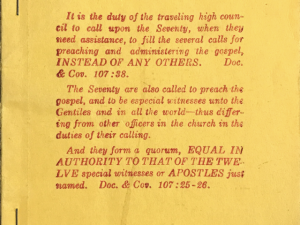 It is the duty of the traveling high coun-
cil to call upon the Seventy, when they
need assistance, to fill the several calls for
preaching and administering the gospel,
INSTEAD OF ANY OTHERS. Doc.
& Cov. 107:38.
The Seventy are also called to preach the
gospel, and to be especial witnesses unto the
Gentiles and in all the world—thus differ-
ing from other officers in the church in the
duties of their calling.
And they form a quorum, EQUAL IN
AUTHORITY TO THAT OF THE TWE-
LVE special witnesses or APOSTLES just
named. Doc. & Cov. 107:25-26.